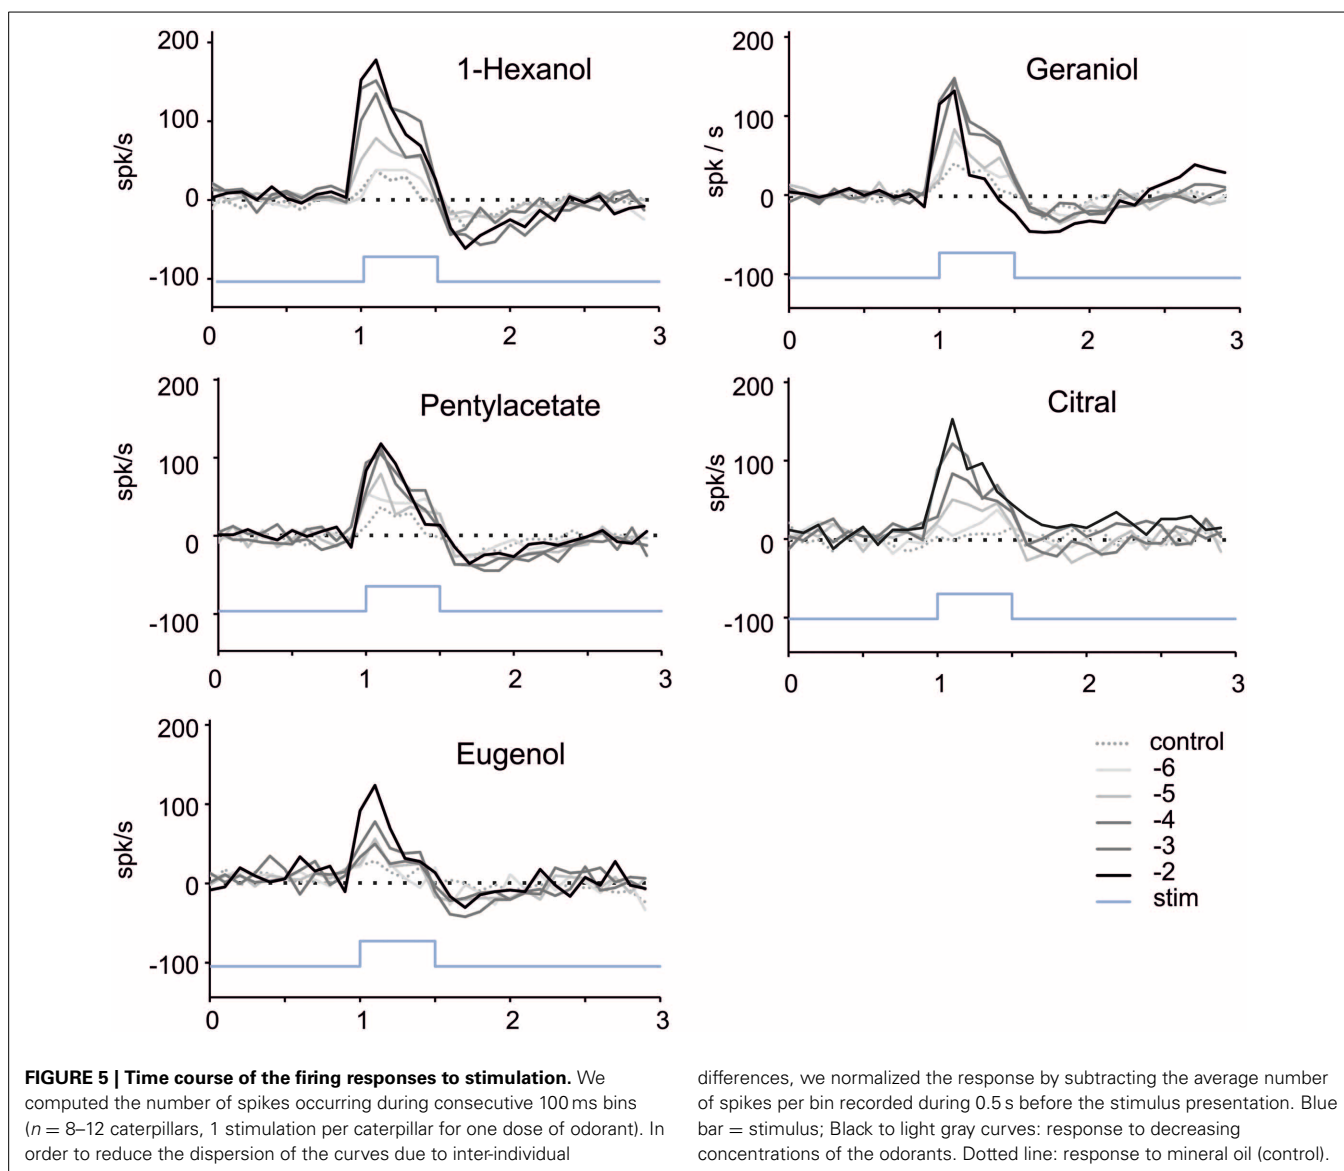 1-Hexanol
200
100
0
-100
spk/s
0
1
2
3
Geraniol
200
100
0
-100
spk / s
0
1
2
3
Pentylacetate
200
100
0
-100
spk/s
0
1
2
3
Citral
200
100
0
-100
spk/s
0
1
2
3
Eugenol
200
100
0
-100
spk/s
0
1
2
3
control
-6
-5
-4
-3
-2
stim
FIGURE 5 | Time course of the firing responses to stimulation. We
computed the number of spikes occurring during consecutive 100 ms bins
(n = 8–12 caterpillars, 1 stimulation per caterpillar for one dose of odorant). In
order to reduce the dispersion of the curves due to inter-individual
differences, we normalized the response by subtracting the average number
of spikes per bin recorded during 0.5 s before the stimulus presentation. Blue
bar = stimulus; Black to light gray curves: response to decreasing
concentrations of the odorants. Dotted line: response to mineral oil (control).